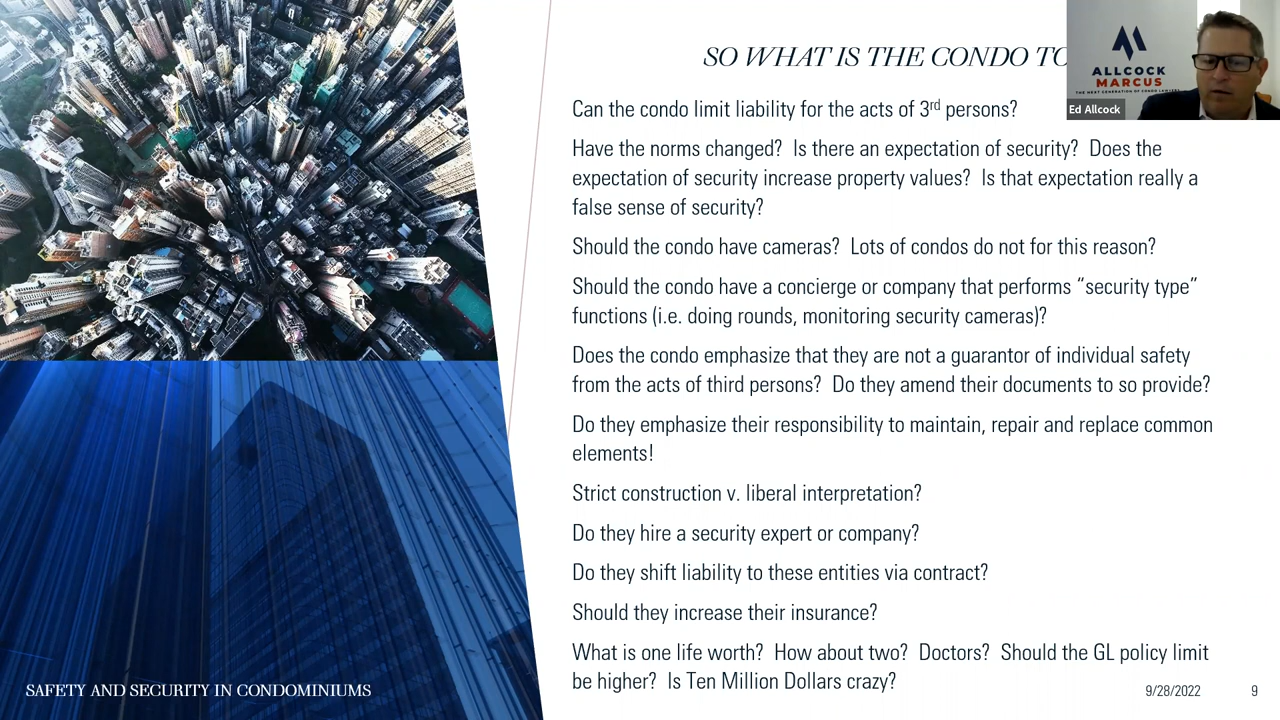 SO WHAT IS THE CONDO TO
ALLCOCK
MARCUS
THE NEXT GENERATION OF CONDO LAWYERS
Ed Allcock
Can the condo limit liability for the acts of 3rd persons?
Have the norms changed?  Is there an expectation of security?  Does the
expectation of security increase property values?  Is that expectation really a
false sense of security?
Should the condo have cameras?  Lots of condos do not for this reason?
Should the condo have a concierge or company that performs “security type”
functions (i.e. doing rounds, monitoring security cameras)?
Does the condo emphasize that they are not a guarantor of individual safety
from the acts of third persons?  Do they amend their documents to so provide?
Do they emphasize their responsibility to maintain, repair and replace common
elements!
Strict construction v. liberal interpretation?
Do they hire a security expert or company?
Do they shift liability to these entities via contract?
Should they increase their insurance?
What is one life worth?  How about two?  Doctors?  Should the GL policy limit
be higher?  Is Ten Million Dollars crazy?
SAFETY AND SECURITY IN CONDOMINIUMS
9/28/2022
9